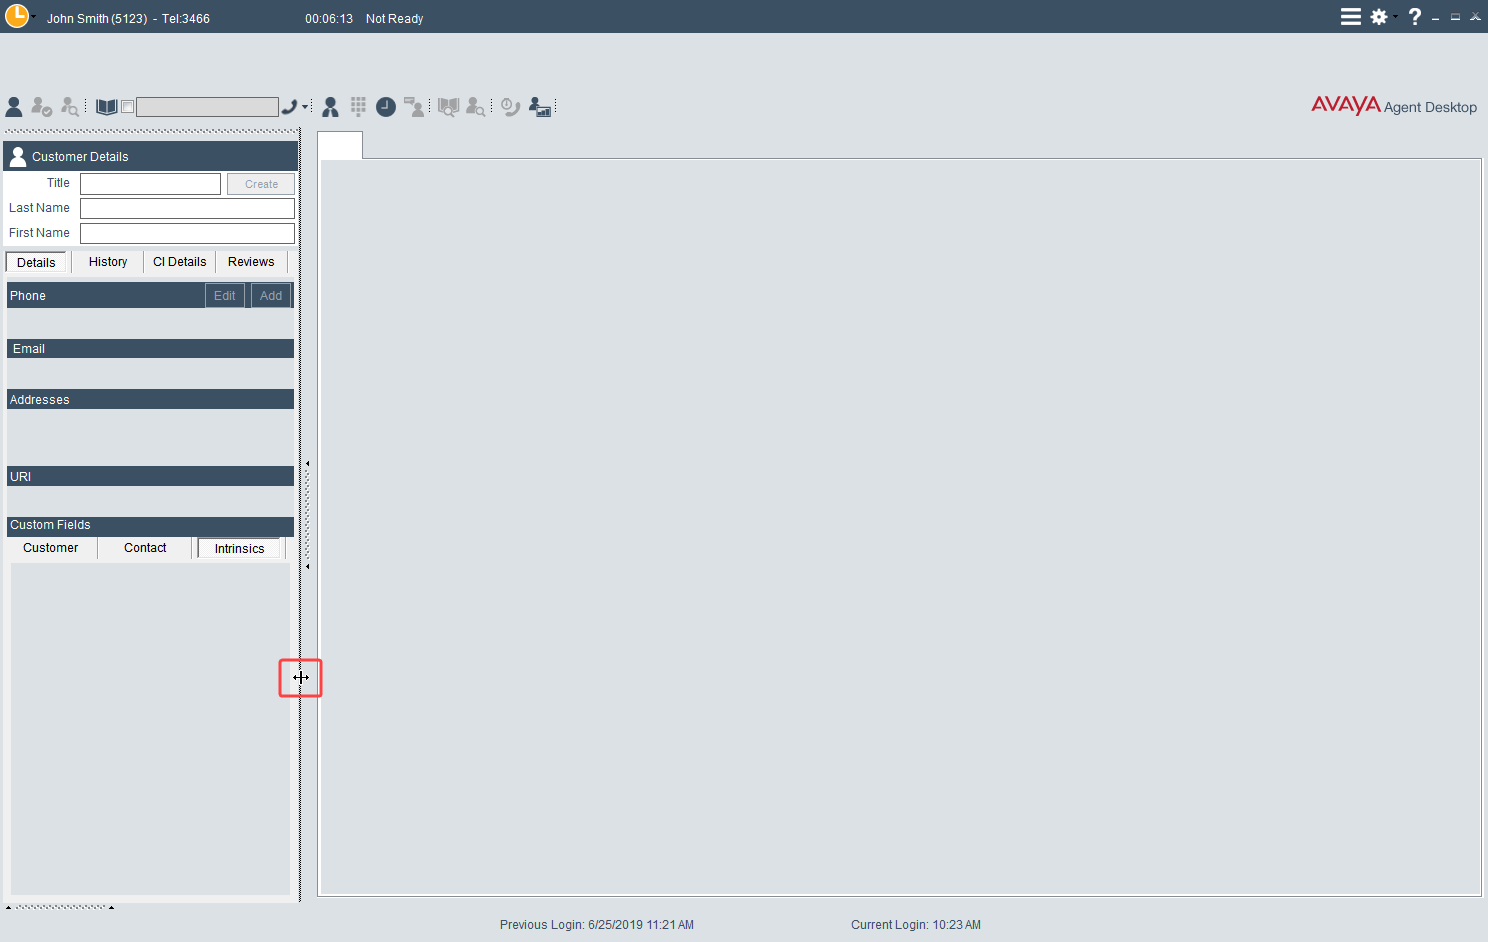 John Smith (5123) - Tel:3466 00:06:13 Not Ready
AVAYA Agent Desktop
Customer Details
Title Create
Last Name
First Name
Details History CI Details Reviews
Phone Edit Add
Email
Addresses
URI
Custom Fields
Customer Contact Intrinsics
Previous Login: 6/25/2019 11:21 AM Current Login: 10:23 AM